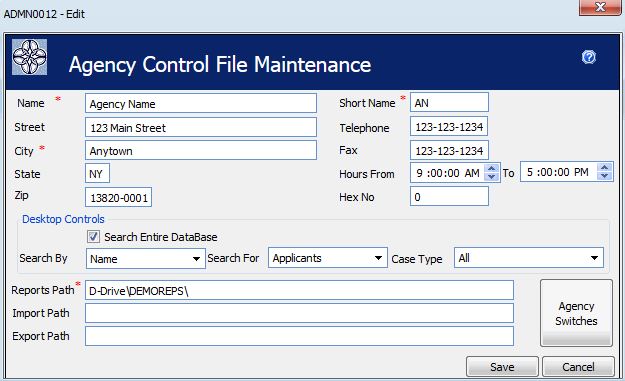 ADMN0012 - Edit
Agency Control File Maintenance
Name * Agency Name Short Name * AN
Street 123 Main Street Telephone 123-123-1234
City * Anytown Fax 123-123-1234
State NY Hours From 9 :00:00 AM To 5 :00:00 PM
Zip 13820-0001 Hex No 0
Desktop Controls
Search Entire DataBase
Search By Name Search For Applicants Case Type All
Reports Path * D-Drive\DEMOREPS\
Import Path
Export Path
Agency
Switches
Save Cancel